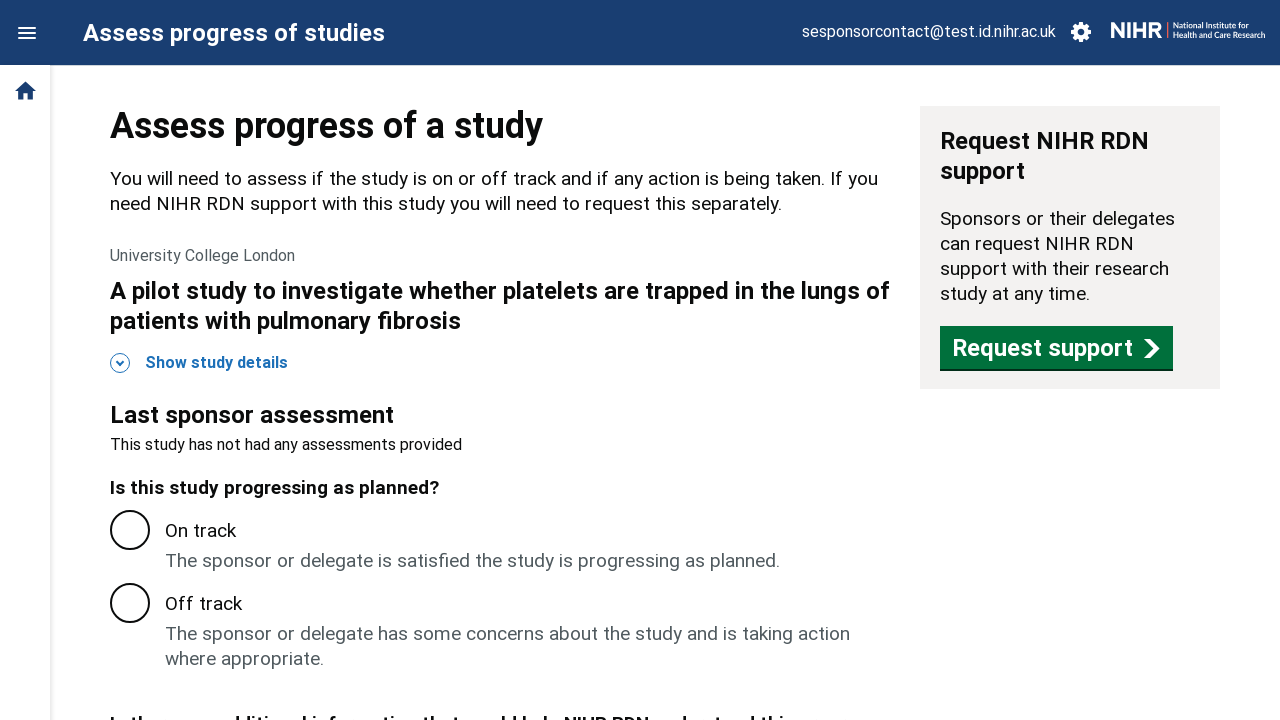 Assess progress of studies
sesponsorcontact@test.id.nihr.ac.uk
NIHR | National Institute for
Health and Care Research
Assess progress of a study
You will need to assess if the study is on or off track and if any action is being taken. If you
need NIHR RDN support with this study you will need to request this separately.
University College London
A pilot study to investigate whether platelets are trapped in the lungs of
patients with pulmonary fibrosis
Show study details
Last sponsor assessment
This study has not had any assessments provided
Is this study progressing as planned?
On track
The sponsor or delegate is satisfied the study is progressing as planned.
Off track
The sponsor or delegate has some concerns about the study and is taking action
where appropriate.
Request NIHR RDN
support
Sponsors or their delegates
can request NIHR RDN
support with their research
study at any time.
Request support